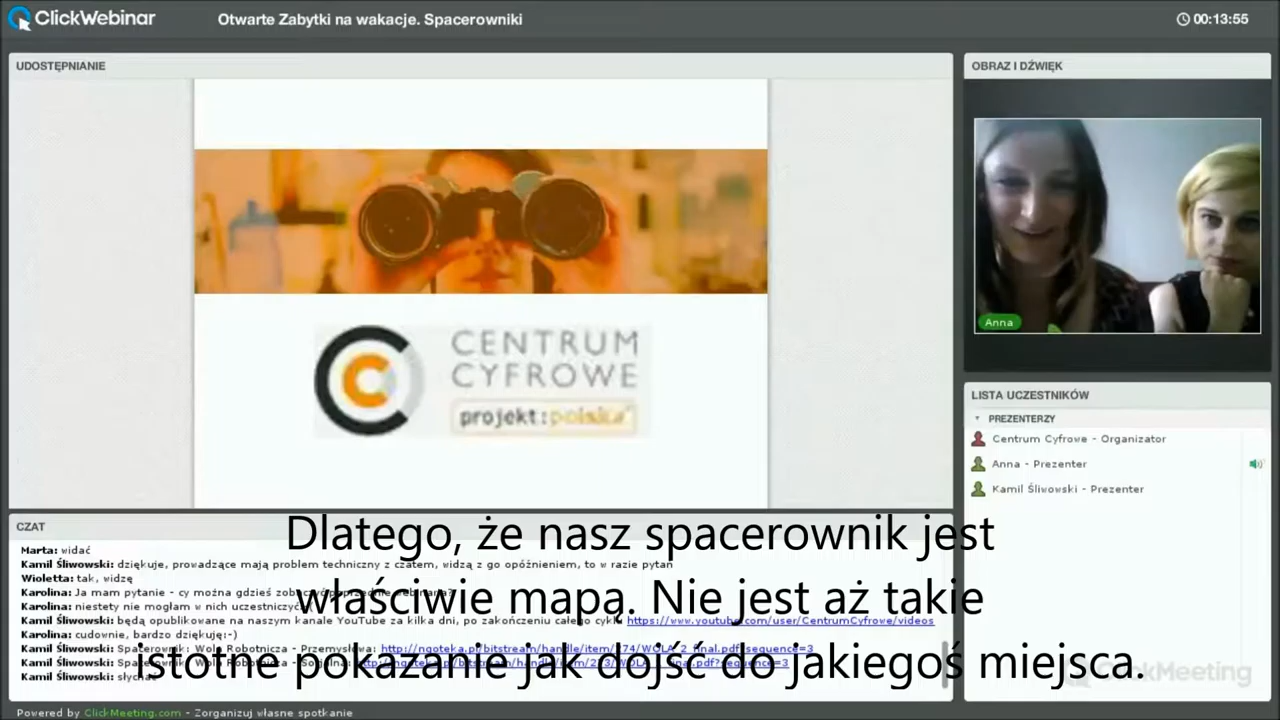 ClickWebinar
Otwarte Zabytki na wakacje. Spacerowniki
00:13:55
UDOSTĘPNIANIE
CENTRUM
CYFROWE
projekt:polska
OBRAZ I DŹWIĘK
Anna
LISTA UCZESTNIKÓW
PREZENTERZY
Centrum Cyfrowe - Organizator
Anna - Prezenter
Kamil Śliwowski - Prezenter
CZAT
Marta: widać
Kamil Śliwowski: dziękuje, prowadzące mają problem techniczny z czatem, widzą z go opóźnieniem, to w razie pytań
Wioletta: tak, widzę
Karolina: Ja mam pytanie - cy można gdzieś
Karolina: niestety nie mogłam w nich uczestniczyć
Kamil Śliwowski: będą opublikowane na naszym kanale YouTube za kilka dni, po zakończeniu całego cyklu https://www.youtube.com/user/CentrumCyfrowe/videos
Karolina: cudownie, bardzo dziękuję:-)
Kamil Śliwowski: Spacerownik: Wola Robotnicza - Przemysłowa: http://ngoteka.pl/bitstream/handle/item/274/WOLA_2_final.pdf?sequence=3
Kamil Śliwowski: Wola Robotnicza
Kamil Śliwowski:
Dlatego, że nasz spacerownik jest
właściwie mapą. Nie jest aż takie
istotne pokazanie jak dojść do jakiegoś miejsca.
ClickMeeting
Powered by ClickMeeting.com - Zorganizuj własne spotkanie